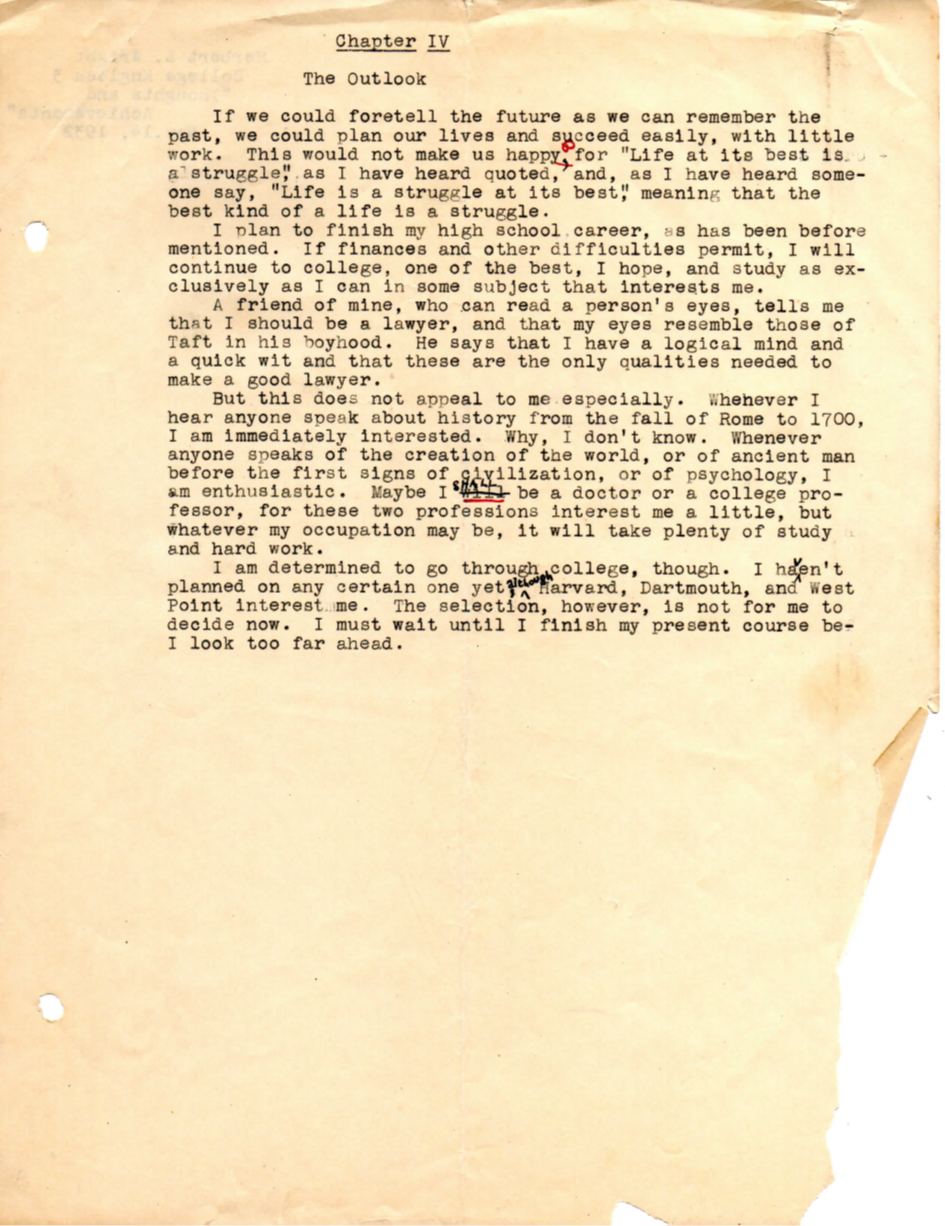 Chapter IV
The Outlook
If we could foretell the future as we can remember the
past, we could plan our lives and succeed easily, with little
work. This would not make us happy, for "Life at its best is
a struggle", as I have heard quoted, and, as I have heard some-
one say, "Life is a struggle at its best", meaning that the
best kind of a life is a struggle.
I plan to finish my high school career, as has been before
mentioned. If finances and other difficulties permit, I will
continue to college, one of the best, I hope, and study as ex-
clusively as I can in some subject that interests me.
A friend of mine, who can read a person's eyes, tells me
that I should be a lawyer, and that my eyes resemble those of
Taft in his boyhood. He says that I have a logical mind and
a quick wit and that these are the only qualities needed to
make a good lawyer.
But this does not appeal to me especially. Whehever I
hear anyone speak about history from the fall of Rome to 1700,
I am immediately interested. Why, I don't know. Whenever
anyone speaks of the creation of the world, or of ancient man
before the first signs of civilization, or of psychology, I
am enthusiastic. Maybe I shall be a doctor or a college pro-
fessor, for these two professions interest me a little, but
whatever my occupation may be, it will take plenty of study
and hard work.
I am determined to go through college, though. I haven't
planned on any certain one yet, although Harvard, Dartmouth, and West
Point interest me. The selection, however, is not for me to
decide now. I must wait until I finish my present course be-
I look too far ahead.